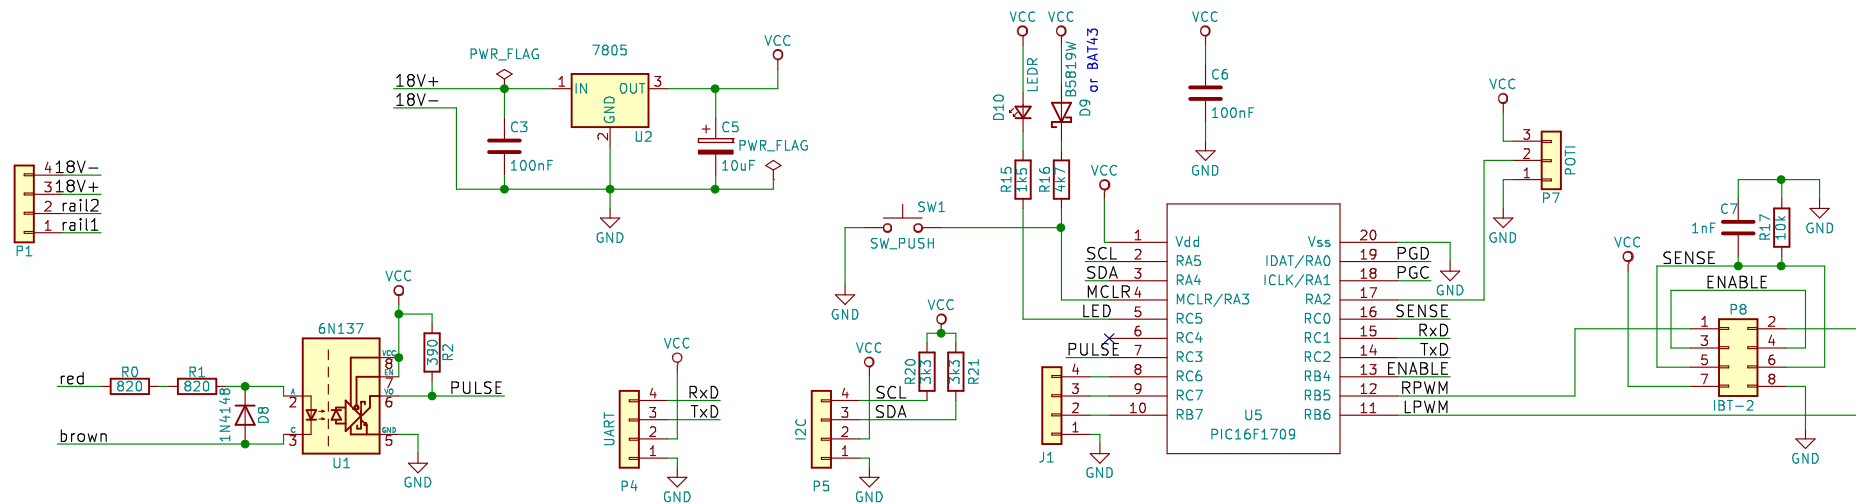 18V-
18V+
rail2
rail1
4
3
2
1
P1
18V+
18V-
PWR_FLAG
7805
1
IN
OUT
3
GND
2
U2
VCC
C3
100nF
C5
10uF
PWR_FLAG
GND
VCC
6N137
390
R2
R0
820
R1
820
red
brown
1N4148
D8
A
2
C
3
VCC
8
EN
7
VO
6
GND
5
PULSE
U1
GND
VCC
UART
4
3
2
1
RxD
TxD
P4
GND
VCC
VCC
R20
3k3
3k3
R21
I2C
4
3
2
1
SCL
SDA
P5
GND
VCC
VCC
LEDR
D10
B5819W
or BAT43
D9
R15
1k5
R16
4k7
SW1
SW_PUSH
GND
VCC
C6
100nF
GND
VCC
1
Vdd
SCL
2
RA5
SDA
3
RA4
MCLR
4
MCLR/RA3
LED
5
RC5
6
RC4
PULSE
7
RC3
8
RC6
9
RC7
10
RB7
4
3
2
1
J1
GND
Vss
20
IDAT/RA0
19
PGD
ICLK/RA1
18
PGC
RA2
17
RC0
16
SENSE
RC1
15
RxD
RC2
14
TxD
RB4
13
ENABLE
RB5
12
RPWM
RB6
11
LPWM
U5
PIC16F1709
GND
VCC
3
2
1
POTI
P7
GND
C7
1nF
R17
10k
GND
VCC
SENSE
ENABLE
P8
1
2
3
4
5
6
7
8
IBT-2
GND